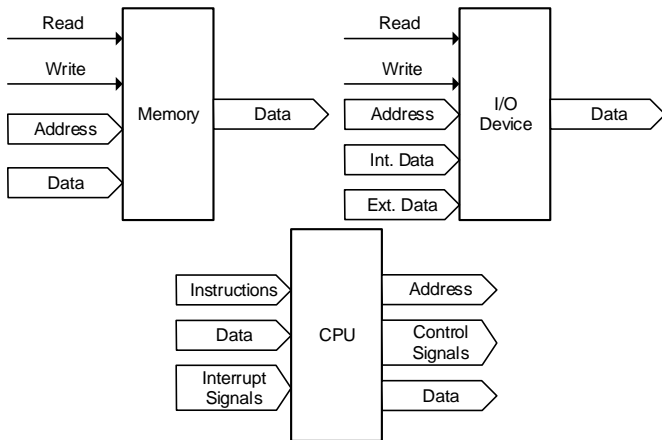 Read
Write
Address
Data
Memory
Data
Read
Write
Address
Int. Data
Ext. Data
I/O
Device
Data
Instructions
Data
Interrupt
Signals
CPU
Address
Control
Signals
Data